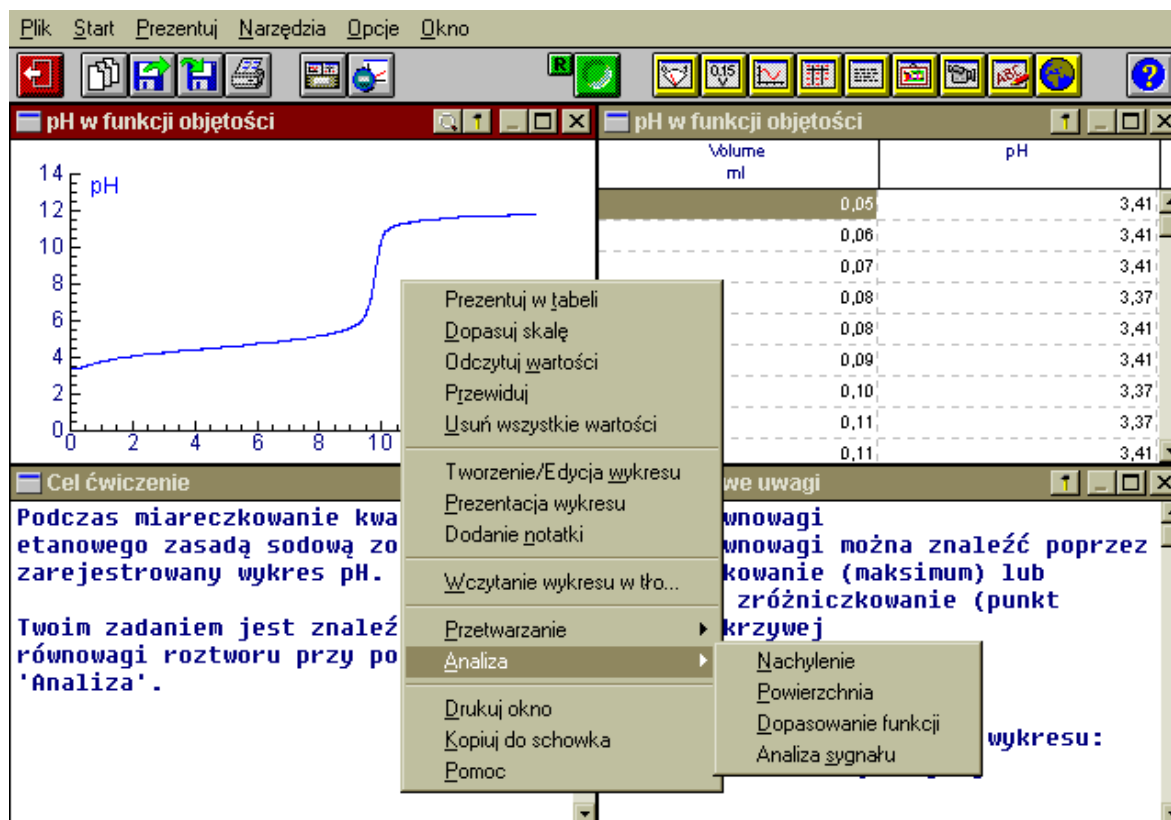 Plik Start Prezentuj Narzędzia Opcje Okno
R 0,15 ?
pH w funkcji objętości
14
12
10
8
6
4
2
0
pH
0 2 4 6 8 10
pH w funkcji objętości
Volume pH
ml
0,05 3,41
0,06 3,41
0,07 3,41
0,08 3,37
0,08 3,41
0,09 3,41
0,10 3,37
0,11 3,37
0,11 3,41
Prezentuj w tabeli
Dopasuj skalę
Odczytuj wartości
Przewiduj
Usuń wszystkie wartości
Tworzenie/Edycja wykresu
Prezentacja wykresu
Dodanie notatki
Wczytanie wykresu w tło...
Przetwarzanie
Analiza
Drukuj okno
Kopiuj do schowka
Pomoc
Nachylenie
Powierzchnia
Dopasowanie funkcji
Analiza sygnału
Cel ćwiczenie
Podczas miareczkowanie kwa
etanowego zasadą sodową zo
zarejestrowany wykres pH.
Twoim zadaniem jest znaleź
równowagi roztworu przy po
'Analiza'.
we uwagi
wnowagi
wnowagi można znaleźć poprzez
kowanie (maksimum) lub
zróżniczkowanie (punkt
krzywej
wykresu: